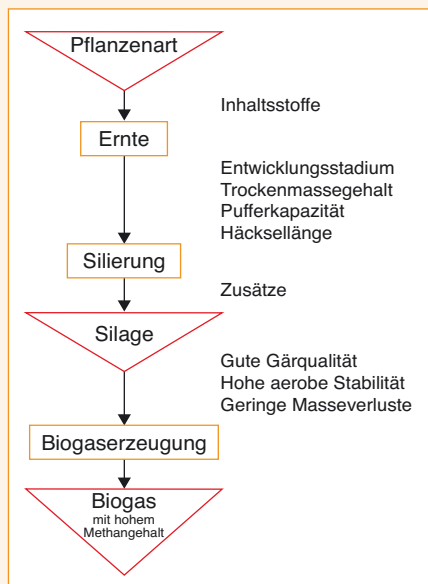 Pflanzenart
Inhaltsstoffe
Ernte
Entwicklungsstadium
Trockenmassegehalt
Pufferkapazität
Häcksellänge
Silierung
Zusätze
Silage
Gute Gärqualität
Hohe aerobe Stabilität
Geringe Masseverluste
Biogaserzeugung
Biogas
mit hohem
Methangehalt